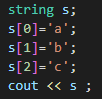 string s;
s[0]='a';
s[1]='b';
s[2]='c';
cout << s ;